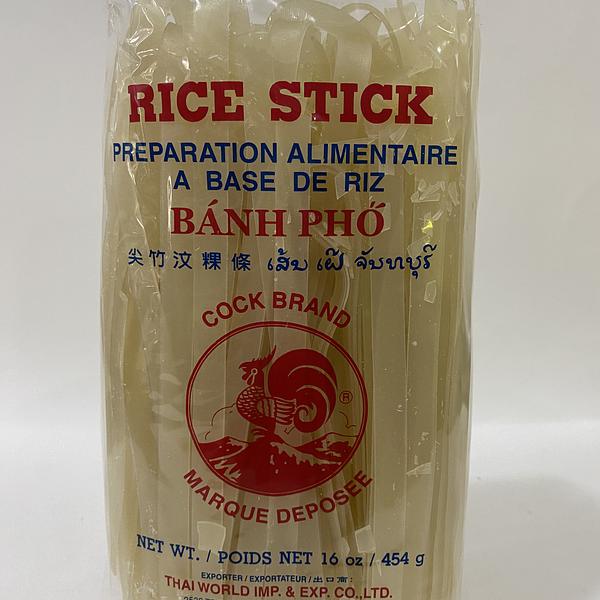 RICE STICK
PREPARATION ALIMENTAIRE
A BASE DE RIZ
BÁNH PHỞ
尖竹汶粿條 เส้น เฝ๊ จันทบุรี
COCK BRAND
®
MARQUE DEPOSEE
NET WT. / POIDS NET 16 oz / 454 g
EXPORTER / EXPORTATEUR / 出口商:
THAI WORLD IMP. & EXP. CO.,LTD.